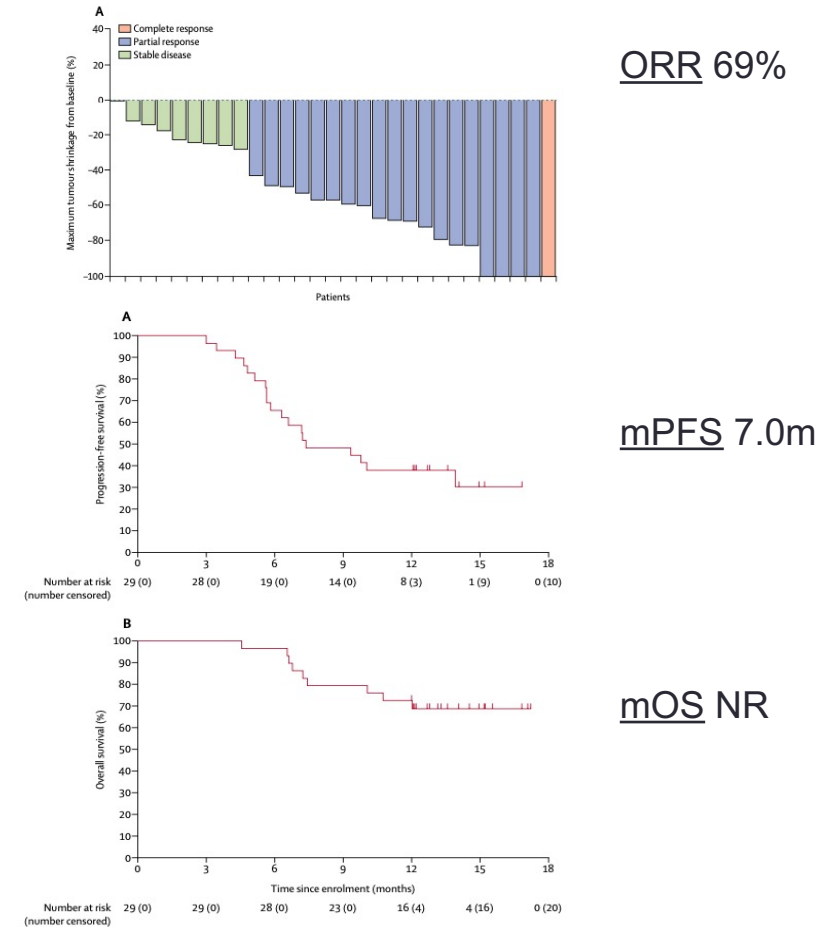 A
Complete response
Partial response
Stable disease
Maximum tumour shrinkage from baseline (%)
40
20
0
–20
–40
–60
–80
–100
Patients
ORR 69%
A
Progression-free survival (%)
100
90
80
70
60
50
40
30
20
10
0
0 3 6 9 12 15 18
Number at risk 29 (0) 28 (0) 19 (0) 14 (0) 8 (3) 1 (9) 0 (10)
(number censored)
mPFS 7.0m
B
Overall survival (%)
100
90
80
70
60
50
40
30
20
10
0
0 3 6 9 12 15 18
Time since enrolment (months)
Number at risk 29 (0) 29 (0) 28 (0) 23 (0) 16 (4) 4 (16) 0 (20)
(number censored)
mOS NR